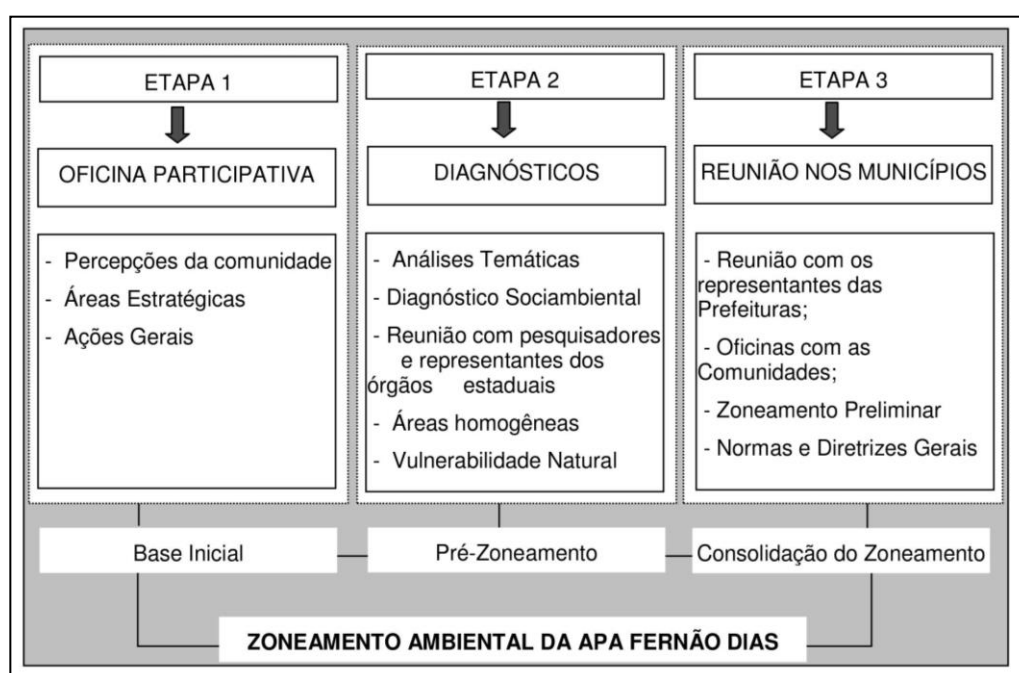 ETAPA 1
OFICINA PARTICIPATIVA
- Percepções da comunidade
- Áreas Estratégicas
- Ações Gerais
Base Inicial
ETAPA 2
DIAGNÓSTICOS
- Análises Temáticas
- Diagnóstico Sociambiental
- Reunião com pesquisadores
e representantes dos
órgãos estaduais
- Áreas homogêneas
- Vulnerabilidade Natural
Pré-Zoneamento
ETAPA 3
REUNIÃO NOS MUNICÍPIOS
- Reunião com os
representantes das
Prefeituras;
- Oficinas com as
Comunidades;
- Zoneamento Preliminar
- Normas e Diretrizes Gerais
Consolidação do Zoneamento
ZONEAMENTO AMBIENTAL DA APA FERNÃO DIAS